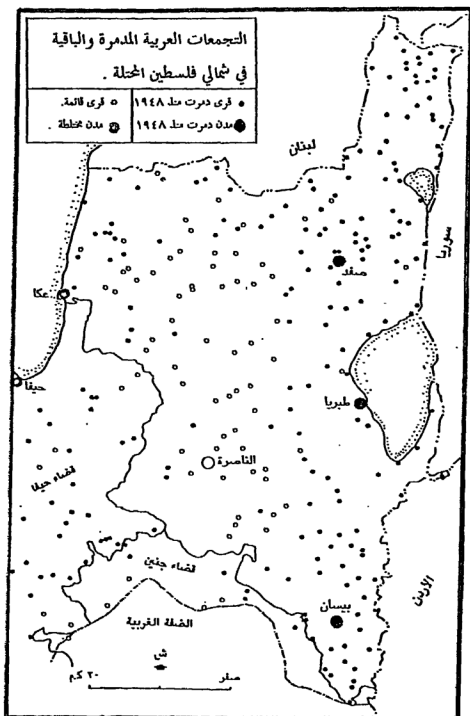 التجمعات العربية المدمرة والباقية
في شمالي فلسطين المحتلة .
قرى دمرت منذ ١٩٤٨
قرى قائمة .
مدن دمرت منذ ١٩٤٨
مدن مختلطة .
لبنان
سوريا
صفد
عكا
حيفا
طبريا
الناصرة
قضاء حيفا
قضاء جنين
الضفة الغربية
بيسان
الأردن
ش
صفر
٢٠ كم